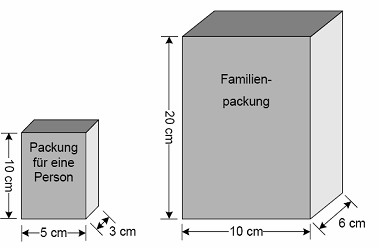 Familien-
packung
20 cm
10 cm
6 cm
Packung
für eine
Person
10 cm
5 cm
3 cm